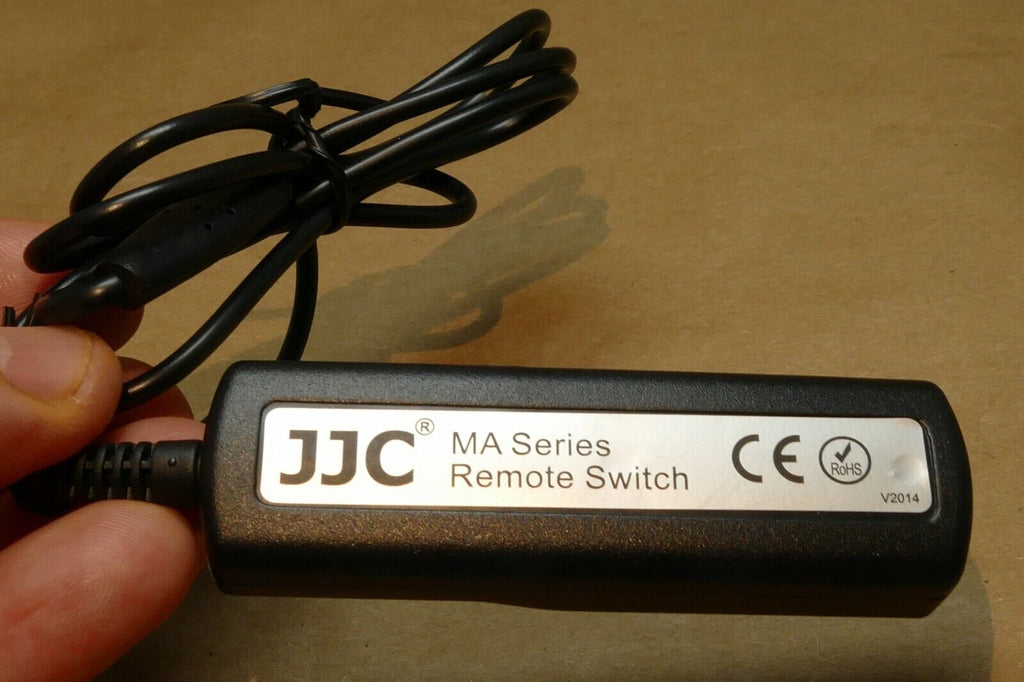 JJC®
MA Series
Remote Switch
CE
RoHS
V2014